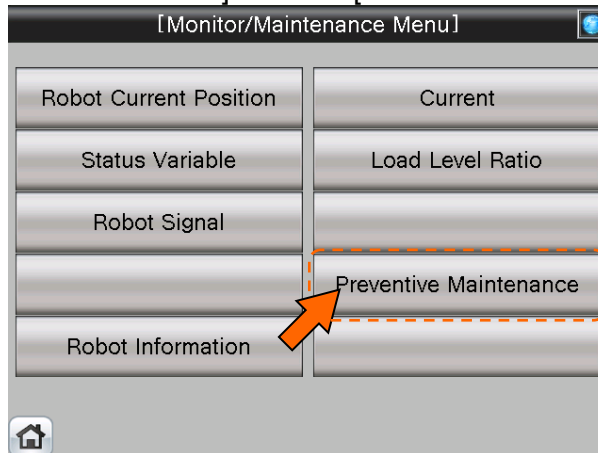 [Monitor/Maintenance Menu]
Robot Current Position
Current
Status Variable
Load Level Ratio
Robot Signal
Preventive Maintenance
Robot Information